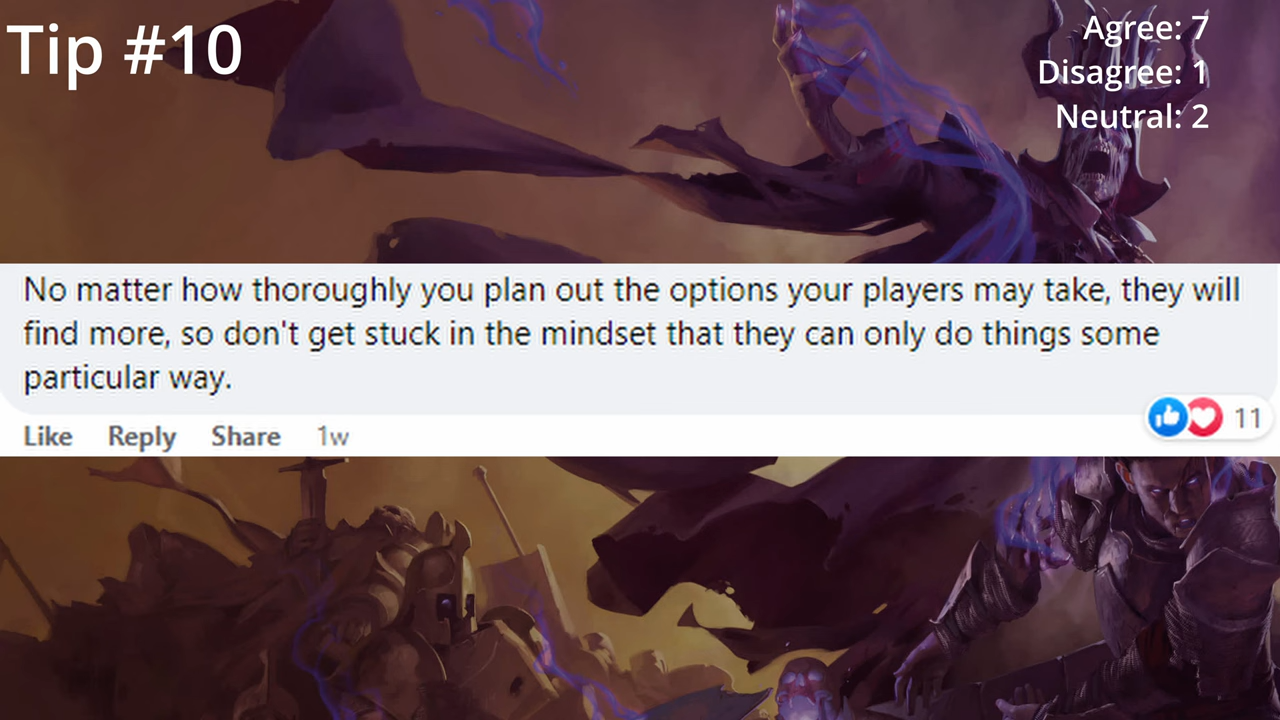 Tip #10
Agree: 7
Disagree: 1
Neutral: 2
No matter how thoroughly you plan out the options your players may take, they will
find more, so don't get stuck in the mindset that they can only do things some
particular way.
Like Reply Share 1w
11